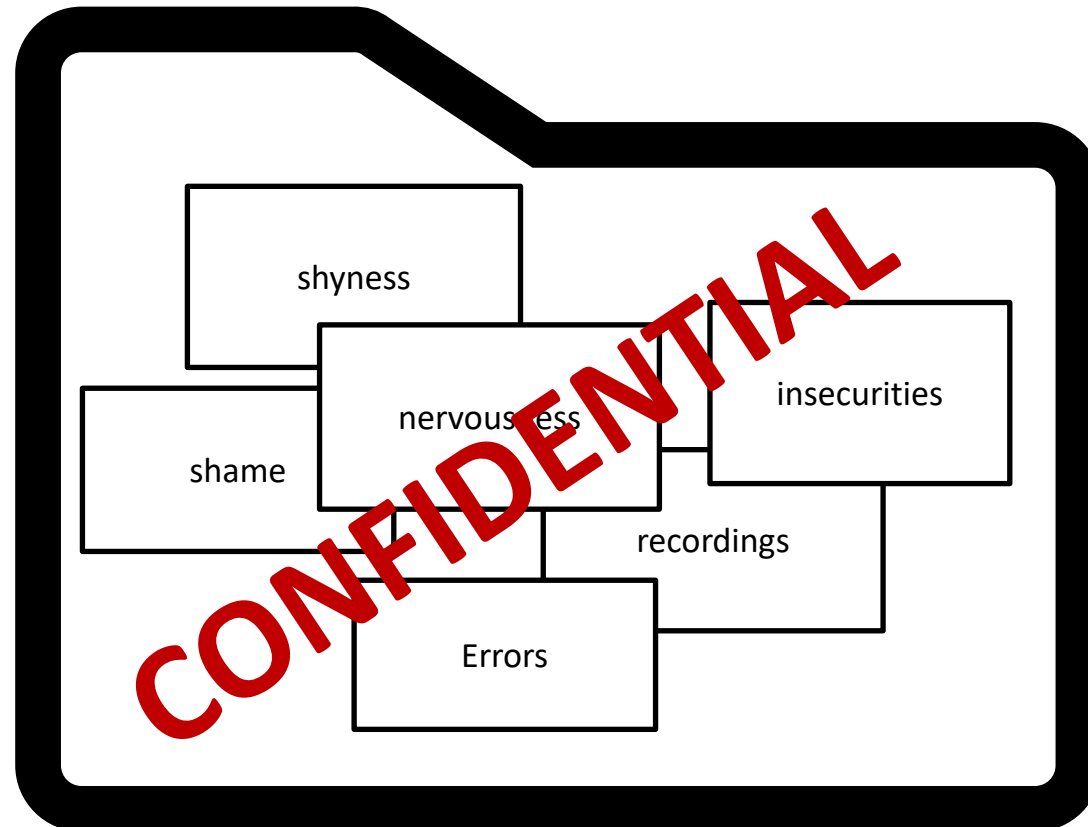 shyness
nervousness
insecurities
shame
recordings
Errors
CONFIDENTIAL